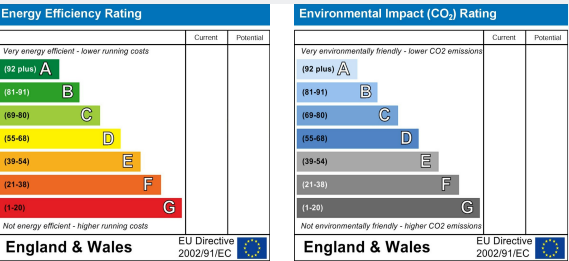 Energy Efficiency Rating
Current Potential
Very energy efficient - lower running costs
(92 plus) A
(81-91) B
(69-80) C
(55-68) D
(39-54) E
(21-38) F
(1-20) G
Not energy efficient - higher running costs
England & Wales
EU Directive
2002/91/EC
Environmental Impact (CO₂) Rating
Current Potential
Very environmentally friendly - lower CO2 emissions
(92 plus) A
(81-91) B
(69-80) C
(55-68) D
(39-54) E
(21-38) F
(1-20) G
Not environmentally friendly - higher CO2 emissions
England & Wales
EU Directive
2002/91/EC